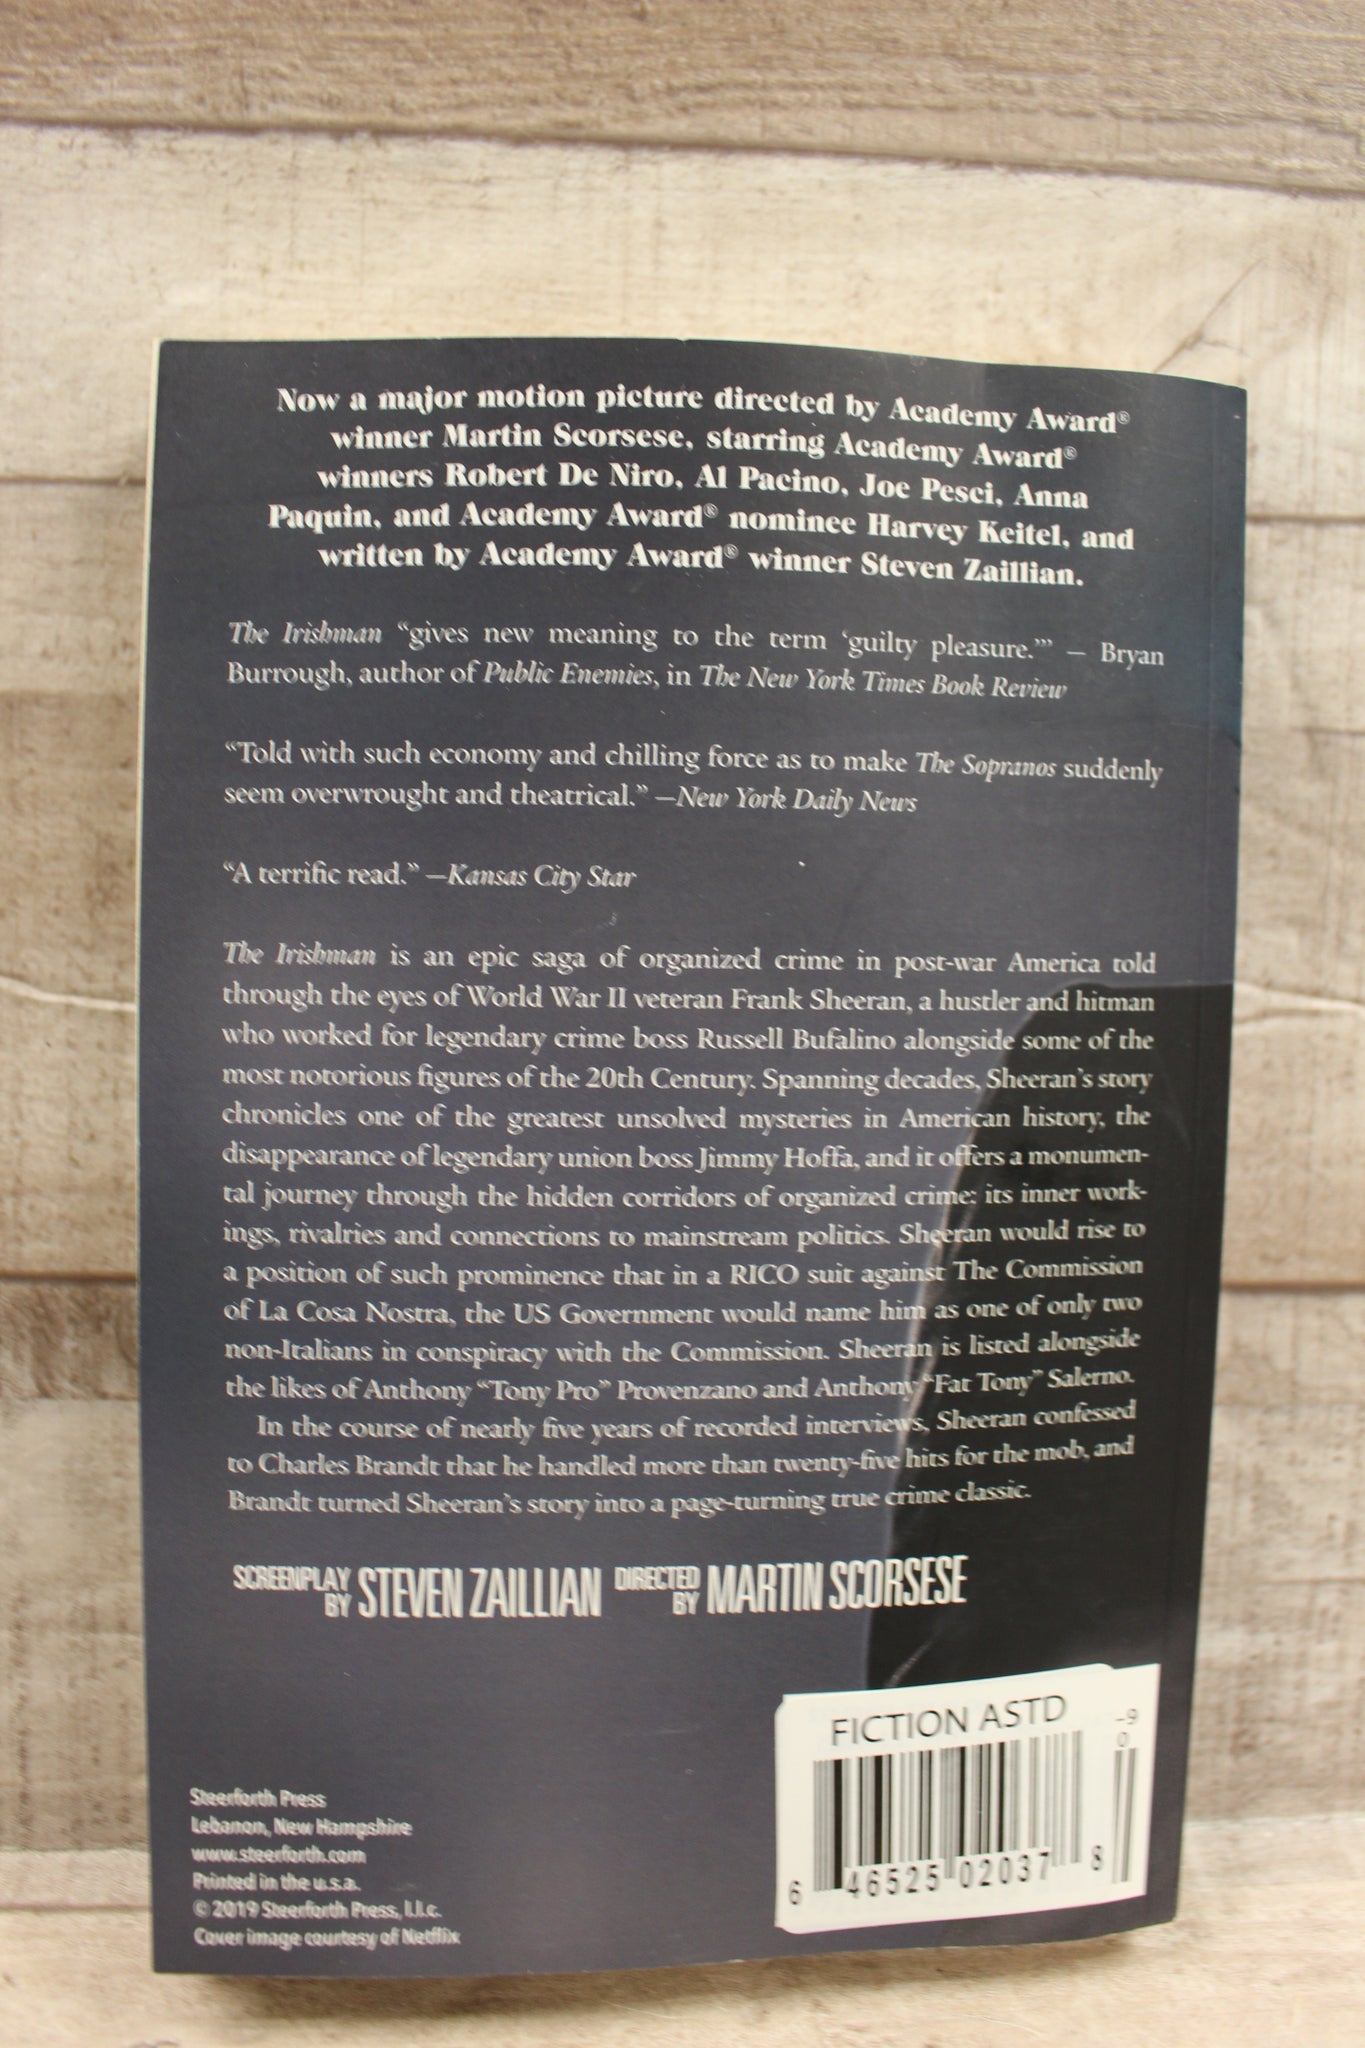 Now a major motion picture directed by Academy Award®
winner Martin Scorsese, starring Academy Award®
winners Robert De Niro, Al Pacino, Joe Pesci, Anna
Paquin, and Academy Award® nominee Harvey Keitel, and
written by Academy Award® winner Steven Zaillian.
The Irishman “gives new meaning to the term ‘guilty pleasure.’” — Bryan
Burrough, author of Public Enemies, in The New York Times Book Review
“Told with such economy and chilling force as to make The Sopranos suddenly
seem overwrought and theatrical.” —New York Daily News
“A terrific read.” —Kansas City Star
The Irishman is an epic saga of organized crime in post-war America told
through the eyes of World War II veteran Frank Sheeran, a hustler and hitman
who worked for legendary crime boss Russell Bufalino alongside some of the
most notorious figures of the 20th Century. Spanning decades, Sheeran’s story
chronicles one of the greatest unsolved mysteries in American history, the
disappearance of legendary union boss Jimmy Hoffa, and it offers a monumen-
tal journey through the hidden corridors of organized crime: its inner work-
ings, rivalries and connections to mainstream politics. Sheeran would rise to
a position of such prominence that in a RICO suit against The Commission
of La Cosa Nostra, the US Government would name him as one of only two
non-Italians in conspiracy with the Commission. Sheeran is listed alongside
the likes of Anthony “Tony Pro” Provenzano and Anthony “Fat Tony” Salerno.
In the course of nearly five years of recorded interviews, Sheeran confessed
to Charles Brandt that he handled more than twenty-five hits for the mob, and
Brandt turned Sheeran’s story into a page-turning true crime classic.
SCREENPLAY BY STEVEN ZAILLIAN DIRECTED BY MARTIN SCORSESE
FICTION ASTD
-90
6 46525 02037 8
Steerforth Press
Lebanon, New Hampshire
www.steerforth.com
Printed in the u.s.a.
© 2019 Steerforth Press, l.l.c.
Cover image courtesy of Netflix